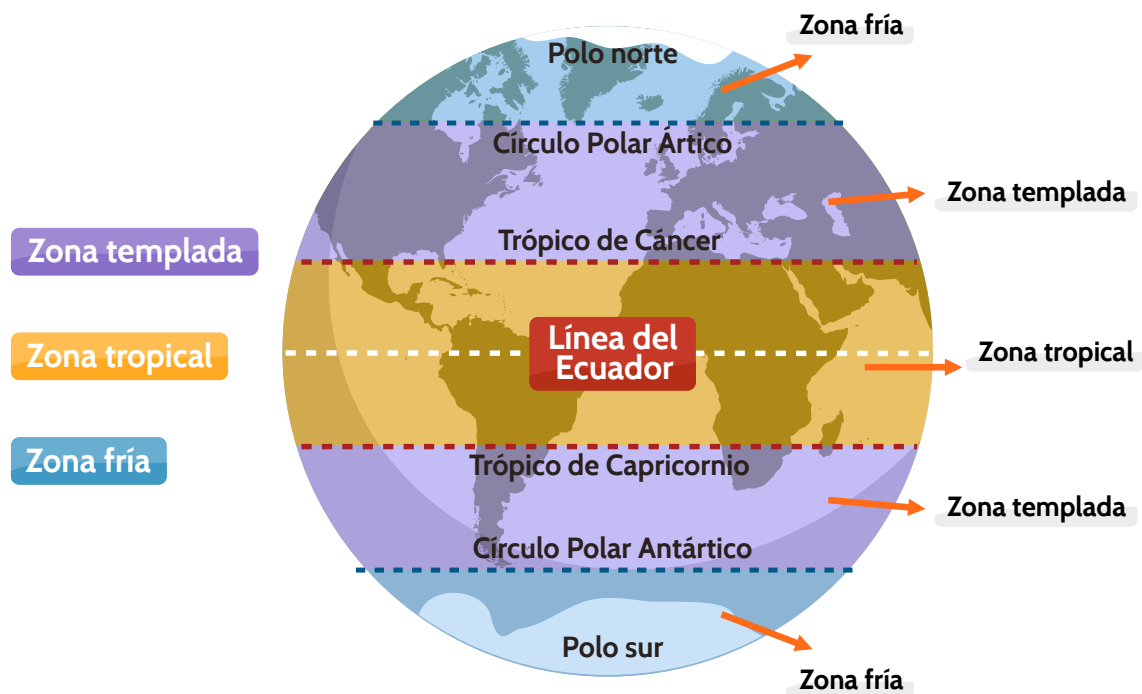 Zona fría
Polo norte
Círculo Polar Ártico
Zona templada
Trópico de Cáncer
Zona templada
Línea del
Ecuador
Zona tropical
Zona tropical
Zona fría
Trópico de Capricornio
Zona templada
Círculo Polar Antártico
Polo sur
Zona fría